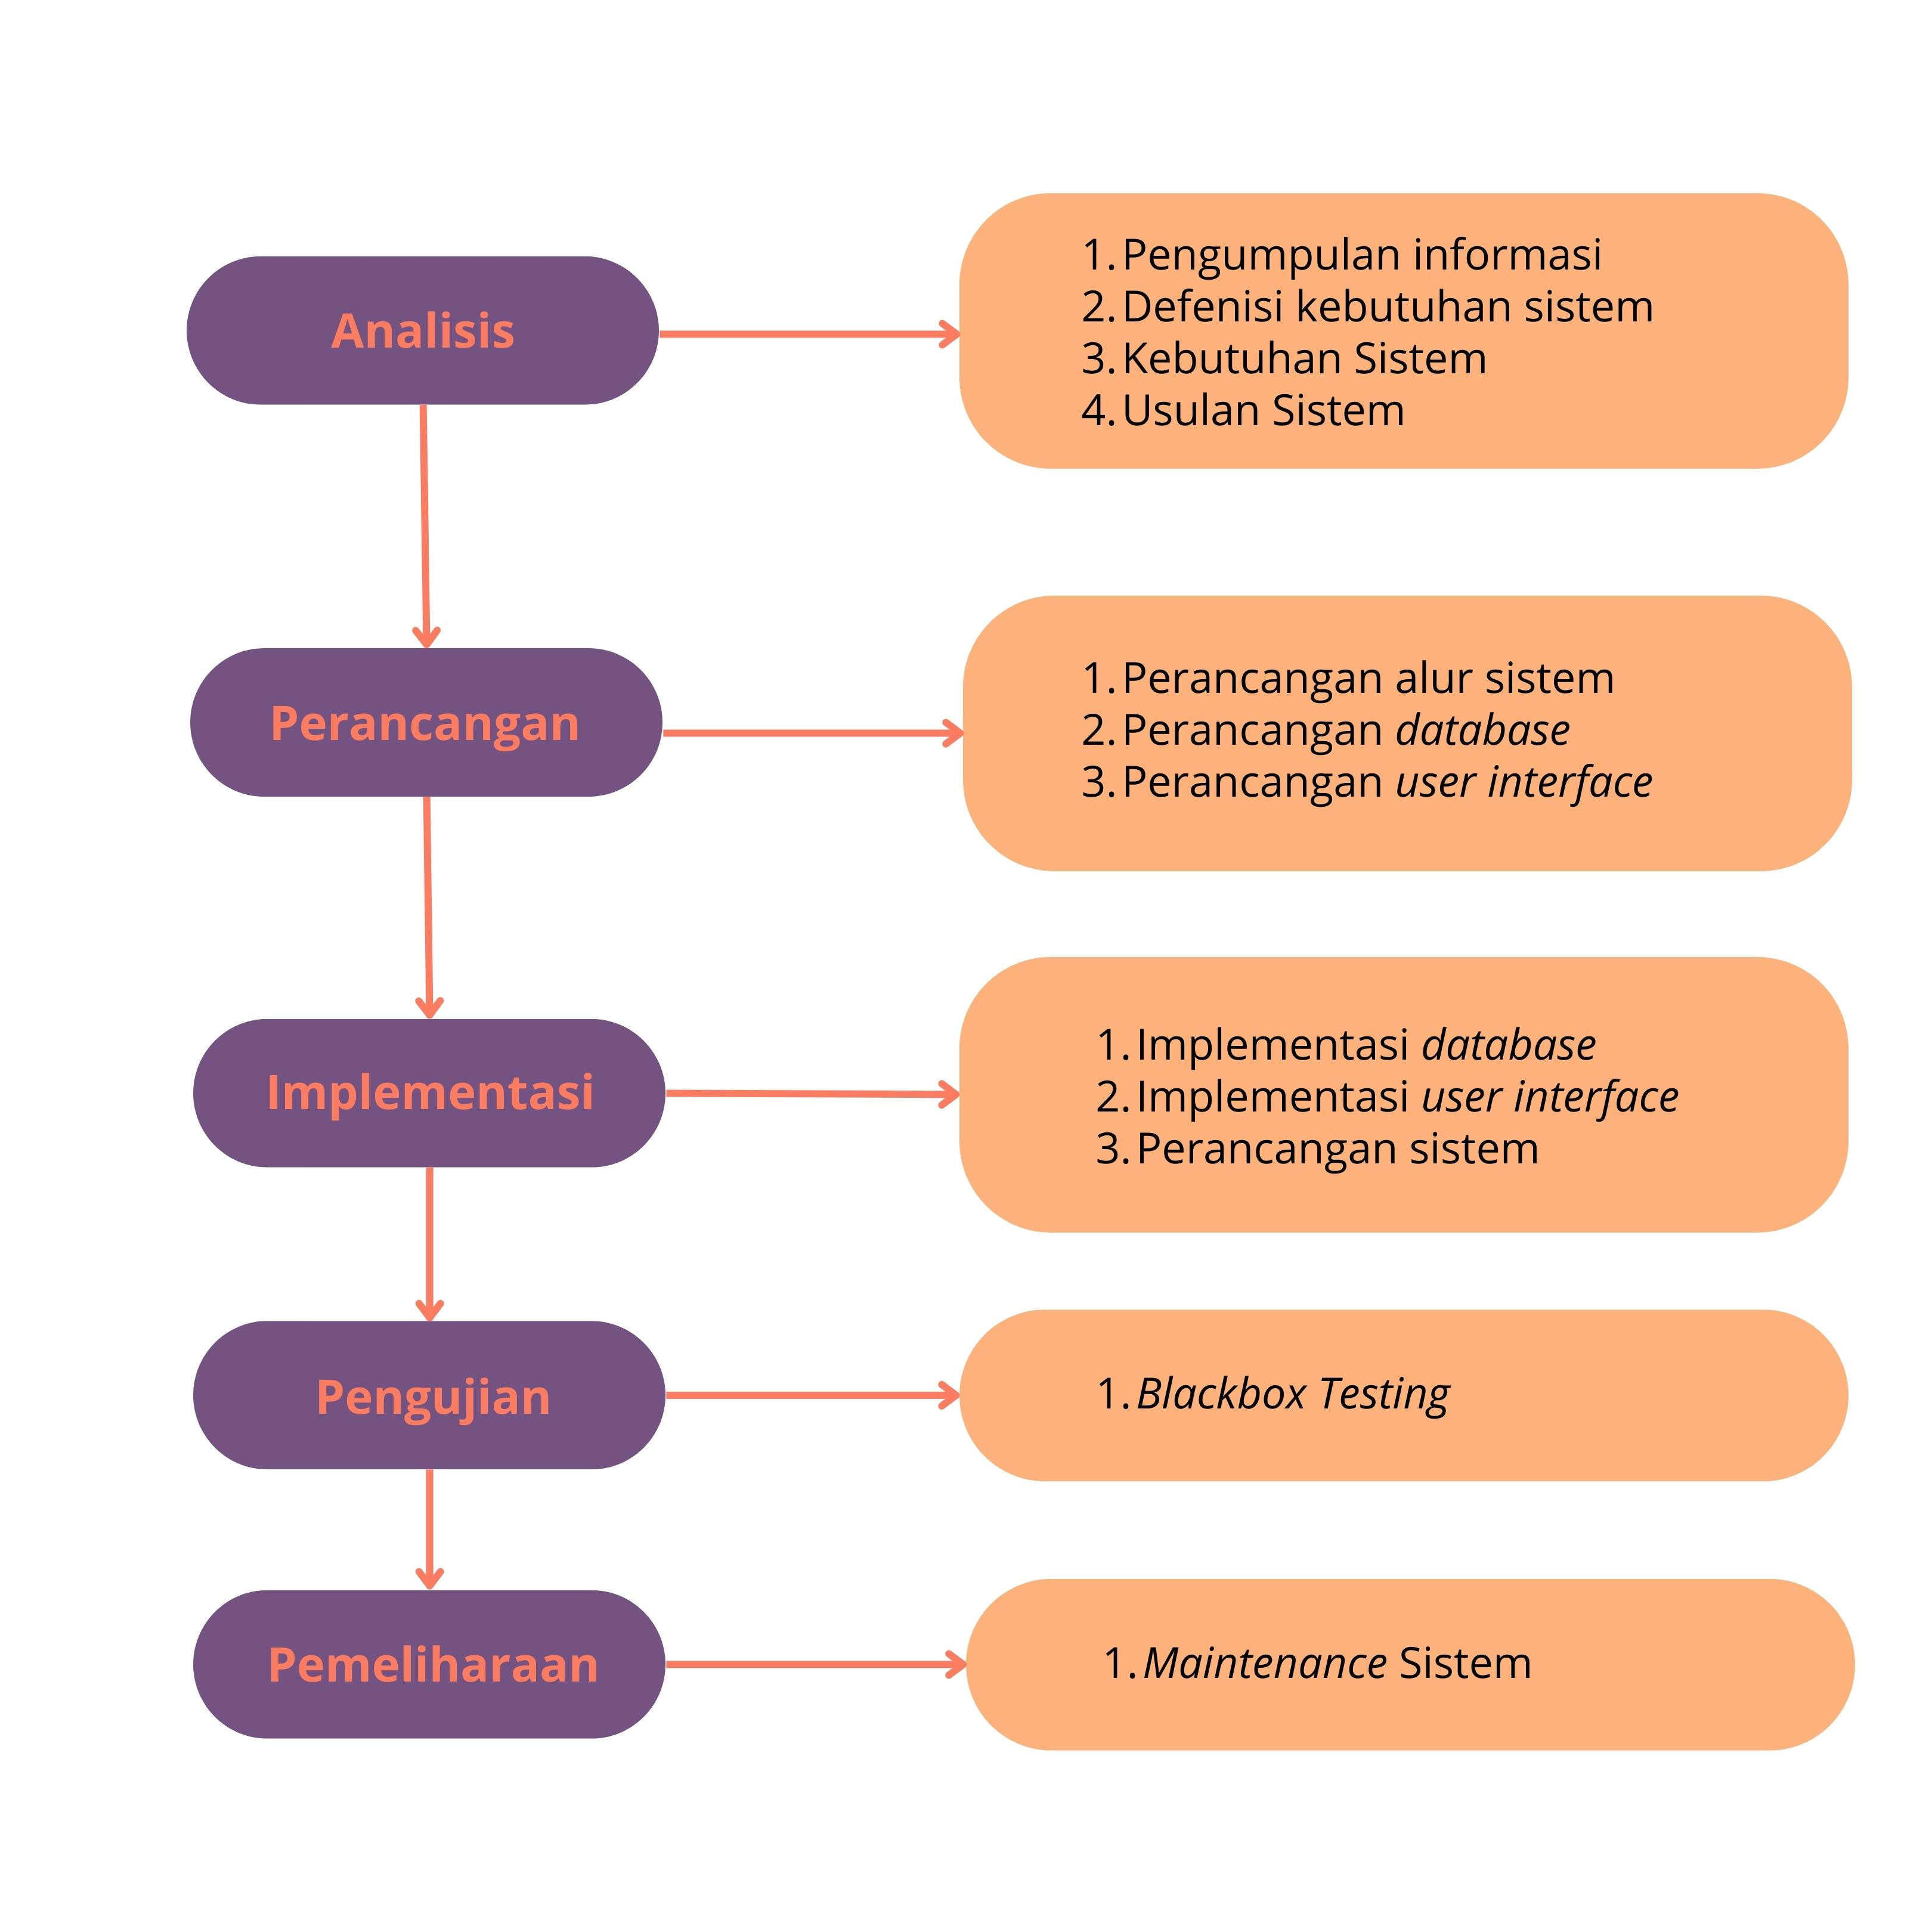 Analisis
1. Pengumpulan informasi
2. Defenisi kebutuhan sistem
3. Kebutuhan Sistem
4. Usulan Sistem
Perancangan
1. Perancangan alur sistem
2. Perancangan database
3. Perancangan user interface
Implementasi
1. Implementasi database
2. Implementasi user interface
3. Perancangan sistem
Pengujian
1. Blackbox Testing
Pemeliharaan
1. Maintenance Sistem